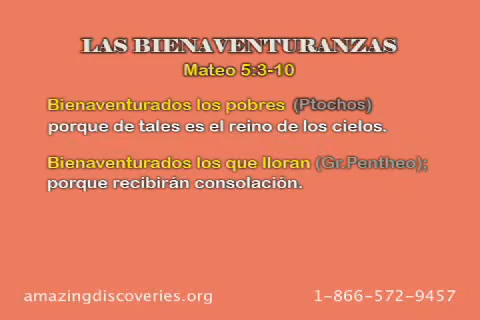 LAS BIENAVENTURANZAS
Mateo 5:3-10
Bienaventurados los pobres (Ptochos)
porque de tales es el reino de los cielos.
Bienaventurados los que lloran (Gr.Pentheo);
porque recibirán consolación.
amazingdiscoveries.org 1-866-572-9457